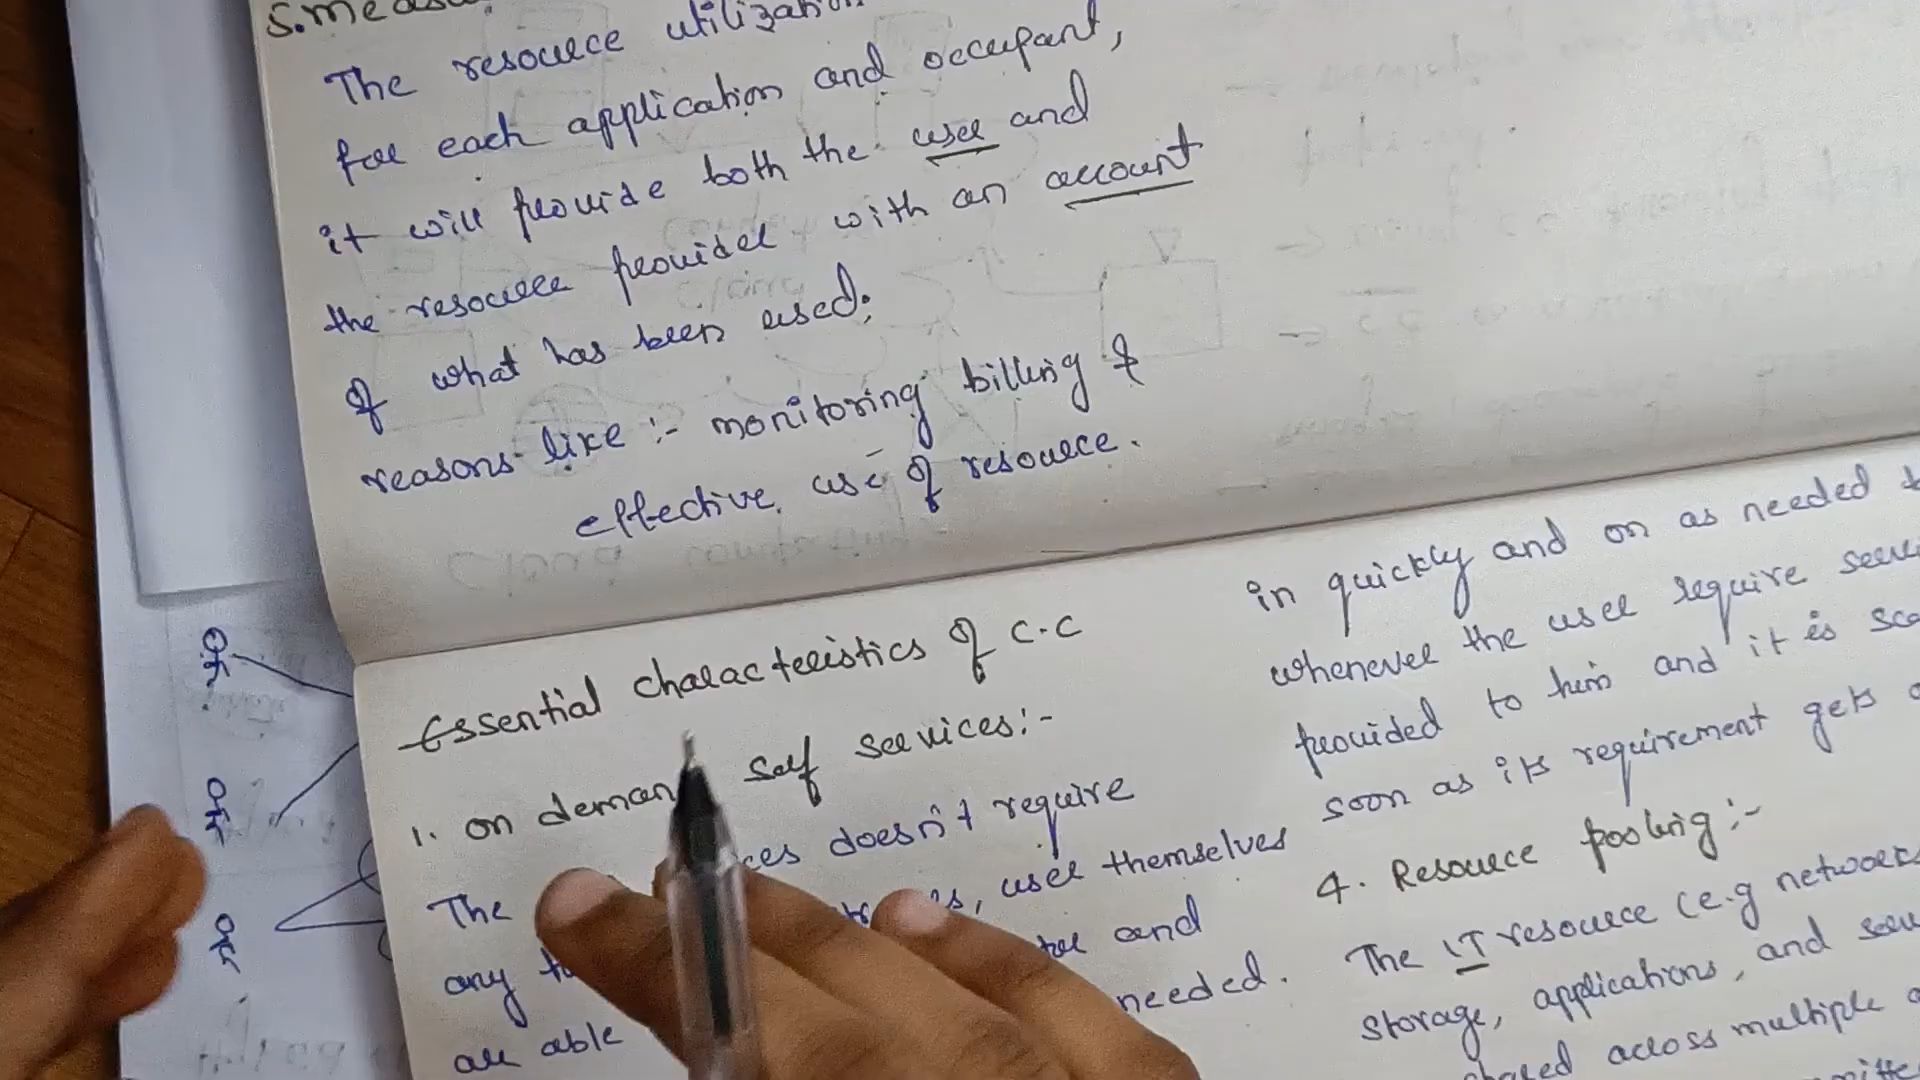 5.
The resource utilization
for each application and occupant,
it will provide both the user and
the resource provider with an account
of what has been used;
reasons like :- monitoring billing &
effective use of resource.
Essential characteristics of C.C
1. on deman self services:-
The ces doesn't require
any s, user themselves
and
are able needed.
in quickly and on as needed
whenever the user require
provided to him and it is
soon as its requirement gets
4. Resource pooling :-
The IT resource (e.g network
storage, applications, and
across multiple
OK
OK
OK